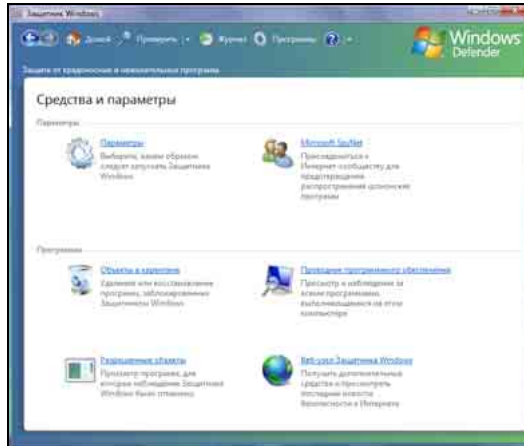 Защитник Windows
Домой Проверить Журнал Программы
Windows
Defender
Защита от вредоносных и нежелательных программ
Средства и параметры
Параметры
Параметры
Выберите, каким образом
следует запускать Защитника
Windows
Microsoft SpyNet
Присоединиться к
Интернет-сообществу для
предотвращения
распространения шпионских
программ
Программы
Объекты в карантине
Удаление или восстановление
программ, заблокированных
Защитником Windows
Проводник программного обеспечения
Просмотр и наблюдение за
всеми программами,
выполняющимися на этом
компьютере
Разрешенные объекты
Просмотр программ, для
которых наблюдение Защитника
Windows было отменено
Веб-узел Защитника Windows
Получить дополнительные
средства и просмотреть
последние новости
безопасности в Интернете